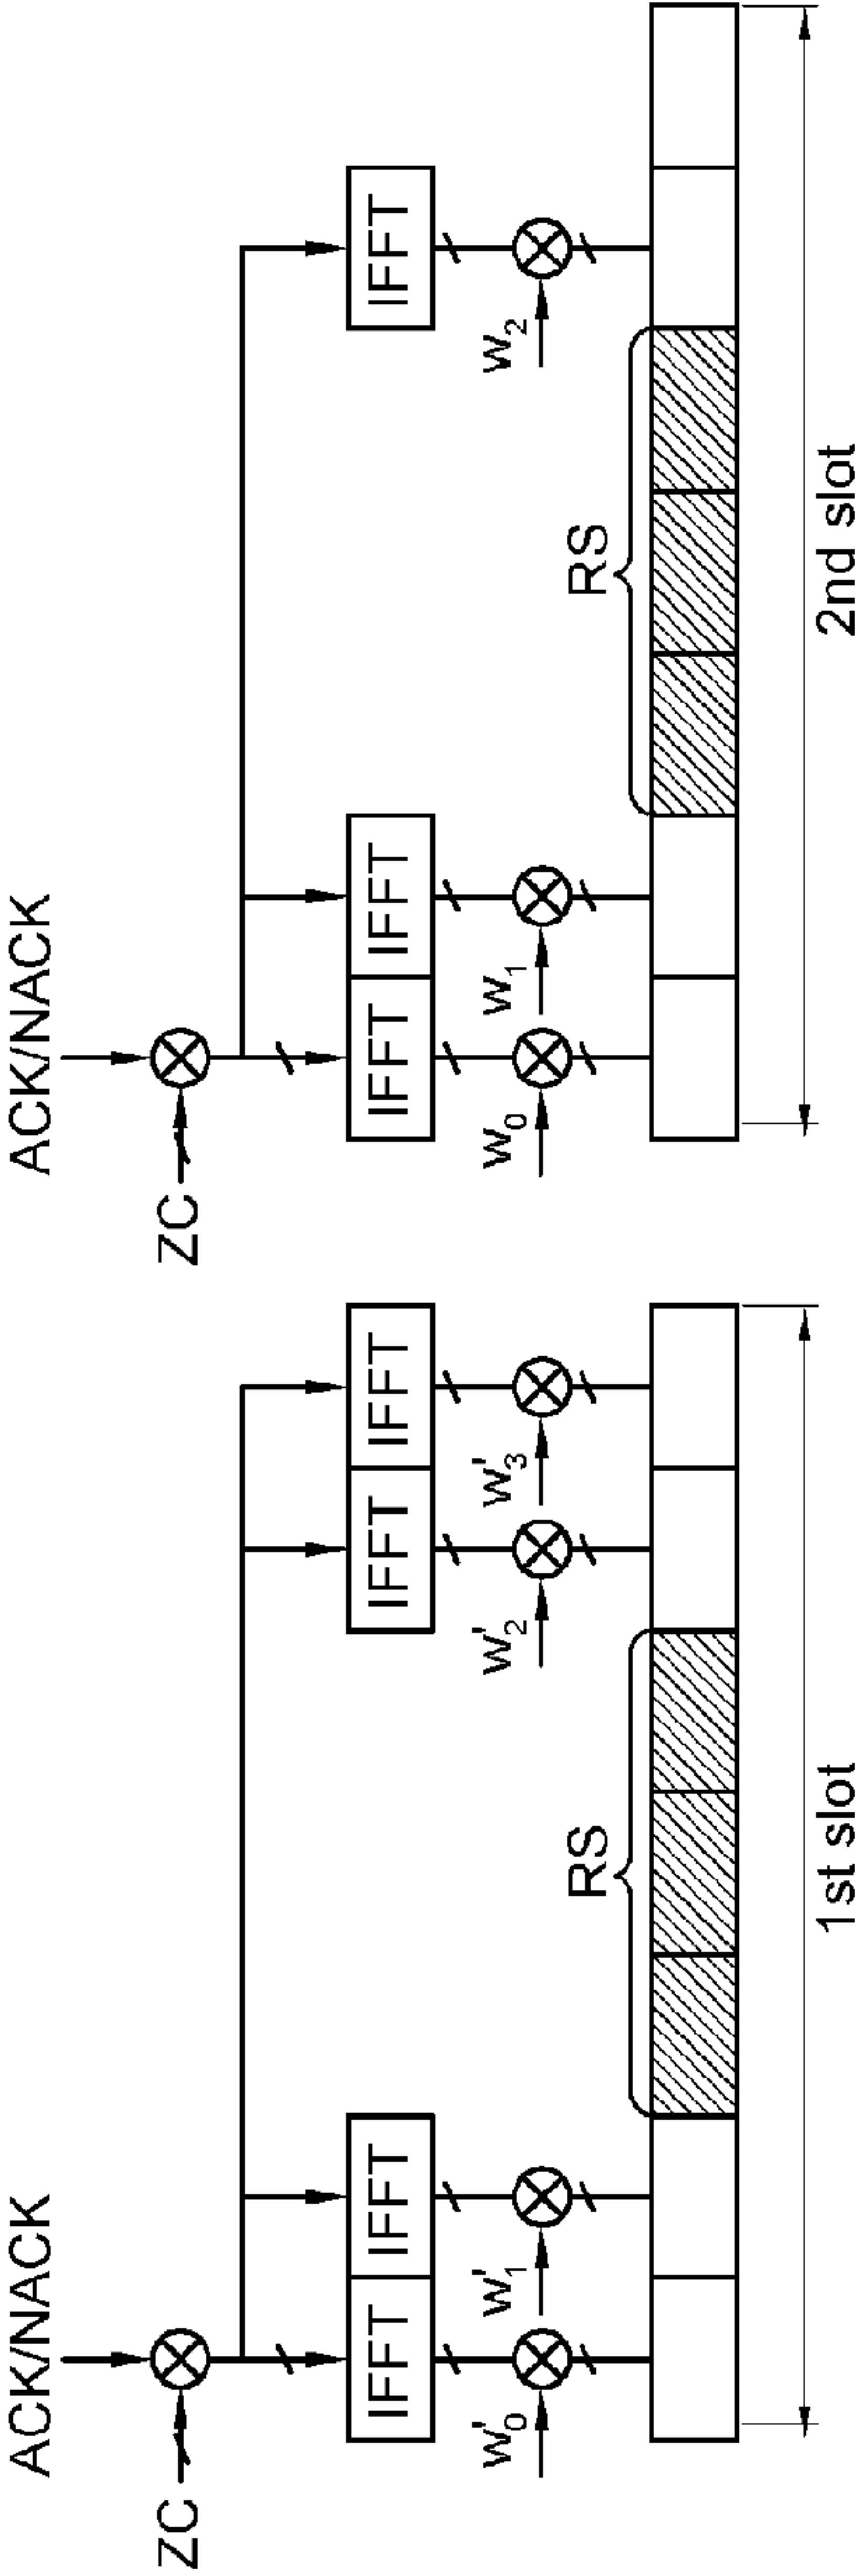 ACK/NACK
ZC
IFFT IFFT IFFT IFFT
w'0 w'1 w'2 w'3
RS
1st slot
ACK/NACK
ZC
IFFT IFFT IFFT
w0 w1 w2
RS
2nd slot